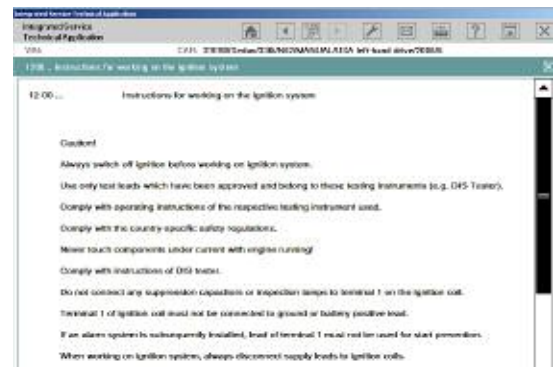 Integrated Service Technical Application
Integrated Service
Technical Application
VIN:
CAR:
left-hand drive/2006/6
Instructions for working on the ignition system
12 00 ...
Instructions for working on the ignition system
Caution!
Always switch off ignition before working on ignition system.
Use only test leads which have been approved and belong to these testing instruments (e.g. DIS Tester).
Comply with operating instructions of the respective testing instrument used.
Comply with the country-specific safety regulations.
Never touch components under current with engine running!
Comply with instructions of DIS tester.
Do not connect any suppression capacitors or inspection lamps to terminal 1 on the ignition coil.
Terminal 1 of ignition coil must not be connected to ground or battery positive lead.
If an alarm system is subsequently installed, lead of terminal 1 must not be used for start prevention.
When working on ignition system, always disconnect supply leads to ignition coils.